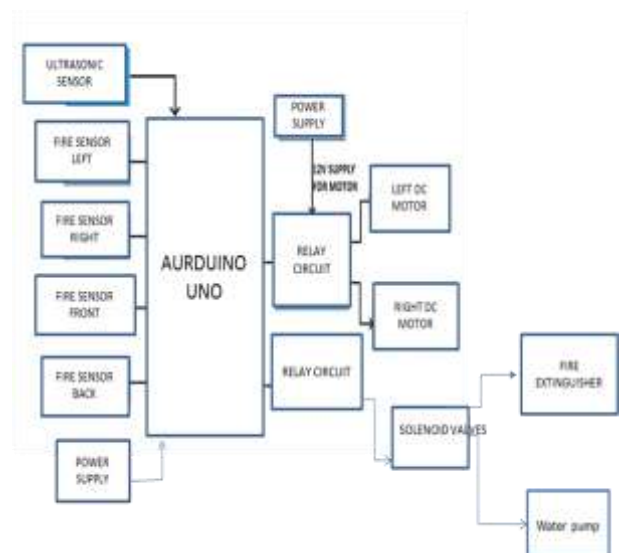 ULTRASONIC
SENSOR
FIRE SENSOR
LEFT
FIRE SENSOR
RIGHT
FIRE SENSOR
FRONT
FIRE SENSOR
BACK
POWER
SUPPLY
AURDUINO
UNO
POWER
SUPPLY
12V SUPPLY
FOR MOTOR
RELAY
CIRCUIT
LEFT DC
MOTOR
RIGHT DC
MOTOR
RELAY CIRCUIT
SOLENOID VALVES
FIRE
EXTINGUISHER
Water pump